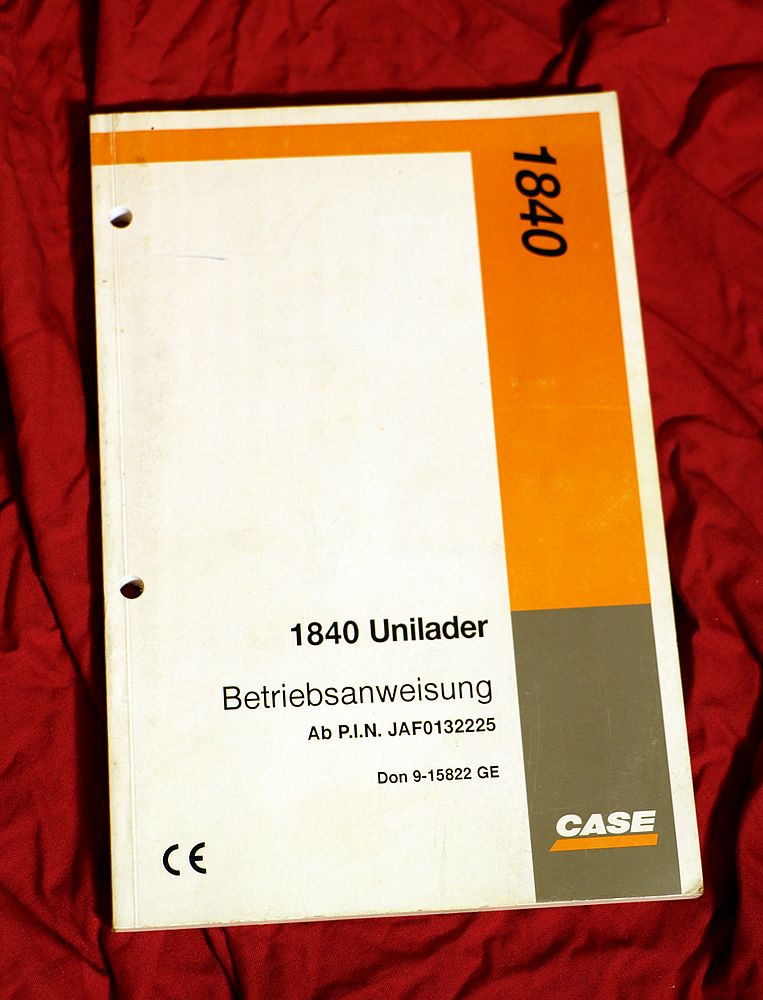 1840
1840 Unilader
Betriebsanweisung
Ab P.I.N. JAF0132225
Don 9-15822 GE
CASE
CE